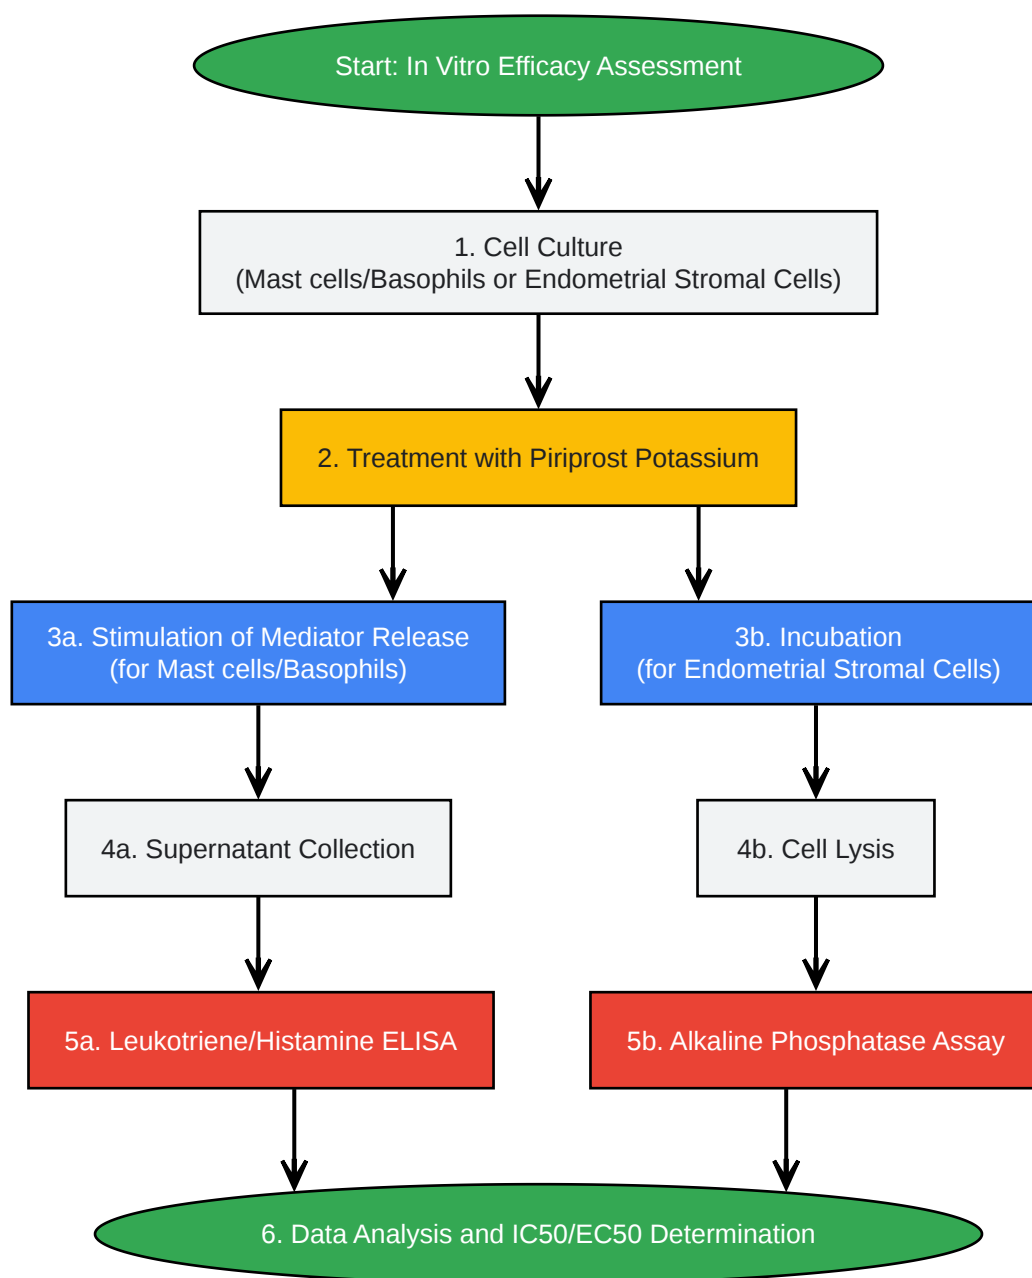 Start: In Vitro Efficacy Assessment
1. Cell Culture
(Mast cells/Basophils or Endometrial Stromal Cells)
2. Treatment with Piriprost Potassium
3a. Stimulation of Mediator Release
(for Mast cells/Basophils)
3b. Incubation
(for Endometrial Stromal Cells)
4a. Supernatant Collection
4b. Cell Lysis
5a. Leukotriene/Histamine ELISA
5b. Alkaline Phosphatase Assay
6. Data Analysis and IC50/EC50 Determination